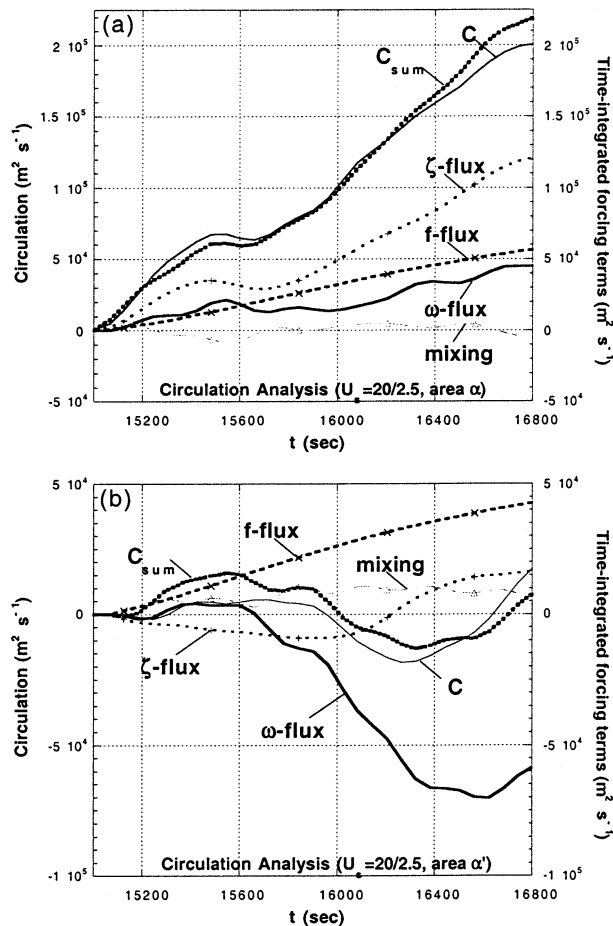 (a)
2 10⁵
1.5 10⁵
1 10⁵
5 10⁴
0
-5 10⁴
Circulation (m² s⁻¹)
C_sum
C
ζ-flux
f-flux
ω-flux
mixing
Circulation Analysis (U_s=20/2.5, area α)
2 10⁵
1.5 10⁵
1 10⁵
5 10⁴
0
-5 10⁴
Time-integrated forcing terms (m² s⁻¹)
15200 15600 16000 16400 16800
t (sec)
(b)
5 10⁴
0
-5 10⁴
-1 10⁵
Circulation (m² s⁻¹)
C_sum
f-flux
mixing
ζ-flux
C
ω-flux
Circulation Analysis (U_s=20/2.5, area α')
5 10⁴
0
-5 10⁴
-1 10⁵
Time-integrated forcing terms (m² s⁻¹)
15200 15600 16000 16400 16800
t (sec)